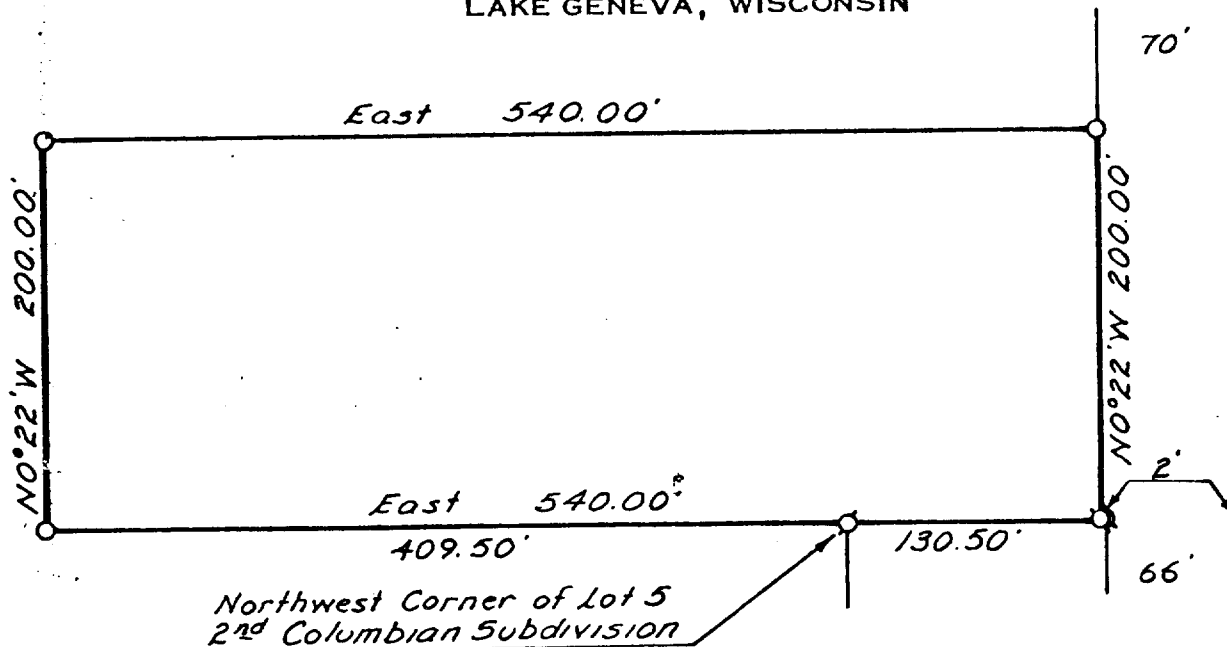 LAKE GENEVA, WISCONSIN
70'
East 540.00'
N0°22'W 200.00'
N0°22'W 200.00'
2'
East 540.00'
409.50'
130.50'
66'
Northwest Corner of Lot 5
2nd Columbian Subdivision